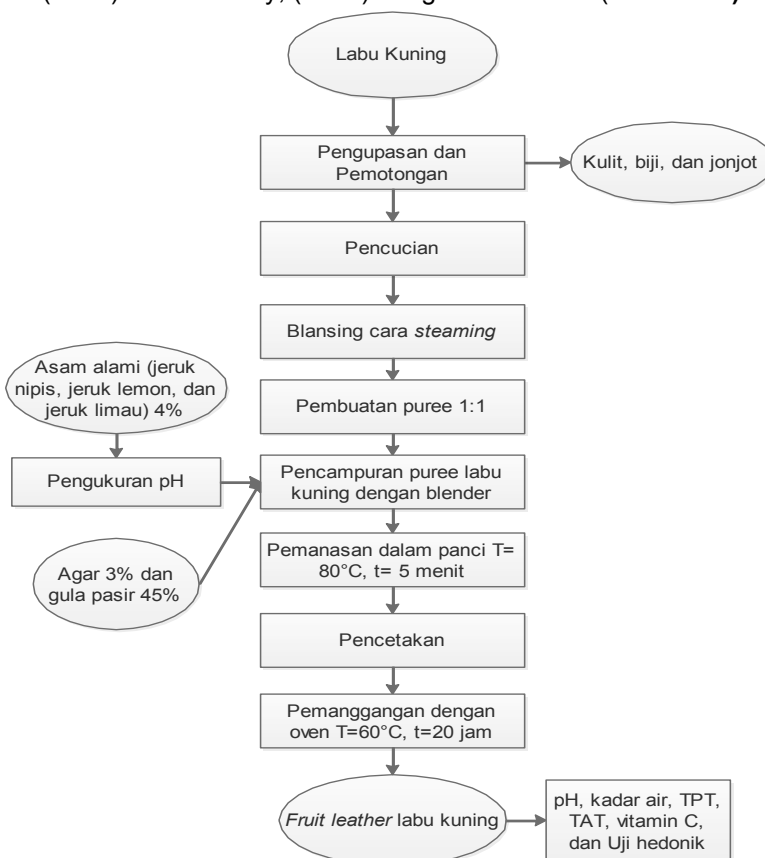 Labu Kuning
Pengupasan dan
Pemotongan
Kulit, biji, dan jonjot
Pencucian
Blansing cara steaming
Asam alami (jeruk
nipis, jeruk lemon, dan
jeruk limau) 4%
Pembuatan puree 1:1
Pengukuran pH
Pencampuran puree labu
kuning dengan blender
Agar 3% dan
gula pasir 45%
Pemanasan dalam panci T=
80°C, t= 5 menit
Pencetakan
Pemanggangan dengan
oven T=60°C, t=20 jam
Fruit leather labu kuning
pH, kadar air, TPT,
TAT, vitamin C,
dan Uji hedonik